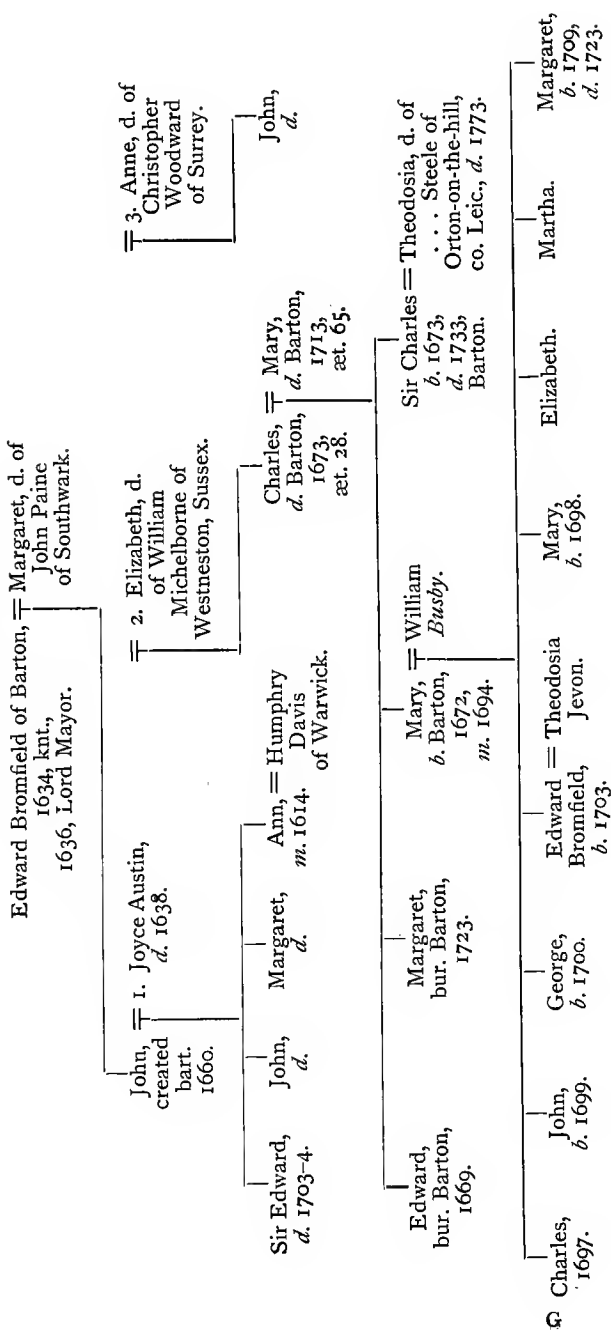 Edward Bromfield of Barton, = Margaret, d. of
1634, knt., John Paine
1636, Lord Mayor. of Southwark.
John,
created
bart.
1660.
= 1. Joyce Austin,
d. 1638.
= 2. Elizabeth, d.
of William
Michelborne of
Westneston, Sussex.
= 3. Anne, d. of
Christopher
Woodward
of Surrey.
Sir Edward,
d. 1703-4.
John,
d.
Margaret,
d.
Ann, = Humphry
m. 1614. Davis
of Warwick.
Charles, = Mary,
d. Barton, d. Barton,
1673, 1713,
æt. 28. æt. 65.
John,
d.
Edward,
bur. Barton,
1669.
Margaret,
bur. Barton,
1723.
Mary, = William
b. Barton, Busby.
1672,
m. 1694.
Sir Charles = Theodosia, d. of
b. 1673, . . . Steele of
d. 1733, Orton-on-the-hill,
Barton. co. Leic., d. 1773.
Charles,
1697.
John,
b. 1699.
George,
b. 1700.
Edward = Theodosia
Bromfield, Jevon.
b. 1703.
Mary,
b. 1698.
Elizabeth.
Martha.
Margaret,
b. 1709,
d. 1723.